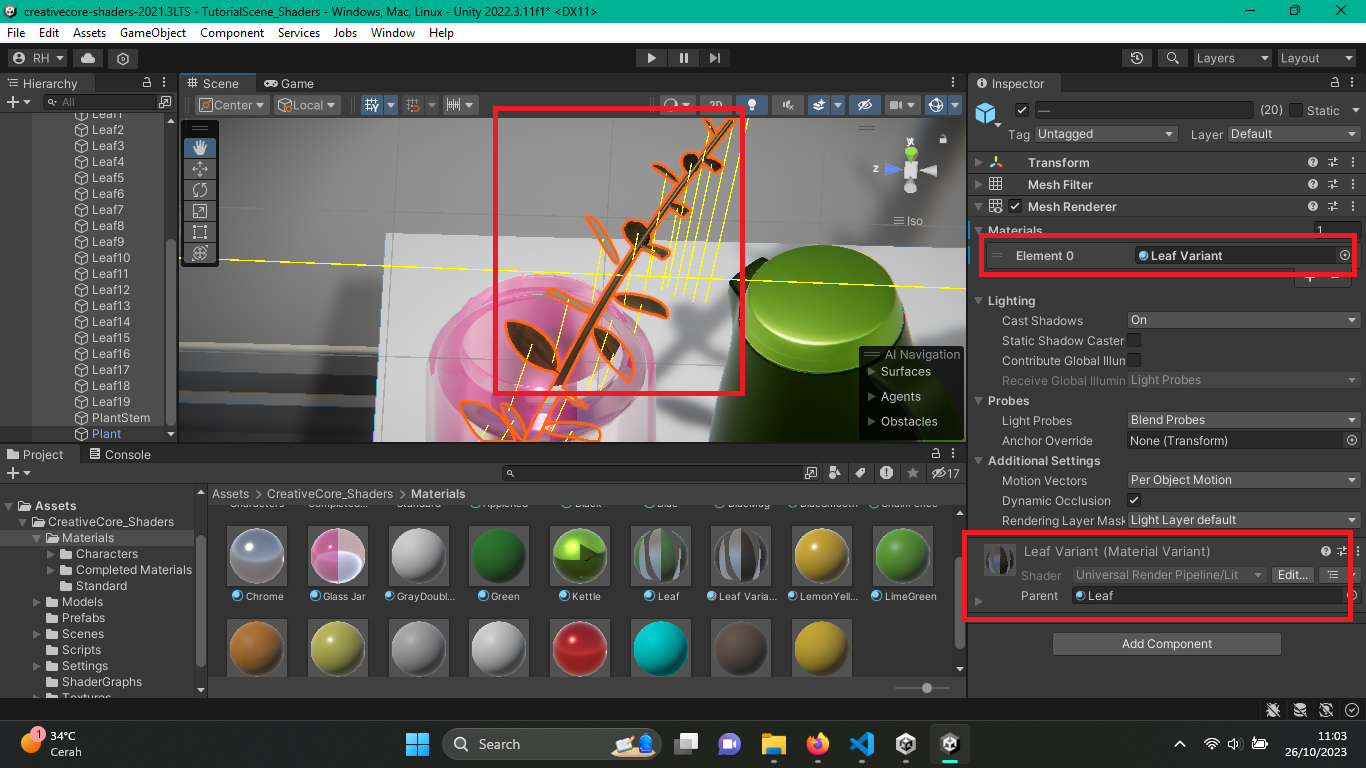 creativecore-shaders-2021.3LTS - TutorialScene_Shaders - Windows, Mac, Linux - Unity 2022.3.11f1* <DX11>
File Edit Assets GameObject Component Services Jobs Window Help
RH Layers Layout
Hierarchy
All
Leaf1
Leaf2
Leaf3
Leaf4
Leaf5
Leaf6
Leaf7
Leaf8
Leaf9
Leaf10
Leaf11
Leaf12
Leaf13
Leaf14
Leaf15
Leaf16
Leaf17
Leaf18
Leaf19
PlantStem
Plant
Scene Game
Center Local 2D
y
z
Iso
AI Navigation
Surfaces
Agents
Obstacles
Inspector
— (20) Static
Tag Untagged Layer Default
Transform
Mesh Filter
Mesh Renderer
Materials 1
Element 0 Leaf Variant
Lighting
Cast Shadows On
Static Shadow Caster
Contribute Global Illum
Receive Global Illumin Light Probes
Probes
Light Probes Blend Probes
Anchor Override None (Transform)
Additional Settings
Motion Vectors Per Object Motion
Dynamic Occlusion
Rendering Layer Mask Light Layer default
Leaf Variant (Material Variant)
Shader Universal Render Pipeline/Lit Edit...
Parent Leaf
Add Component
Project Console
17
Assets
CreativeCore_Shaders
Materials
Characters
Completed Materials
Standard
Models
Prefabs
Scenes
Scripts
Settings
ShaderGraphs
Textures
Assets > CreativeCore_Shaders > Materials
Chrome Glass Jar GrayDoubl... Green Kettle Leaf Leaf Varia... LemonYell... LimeGreen
1
34°C
Cerah
Search
11:03
26/10/2023